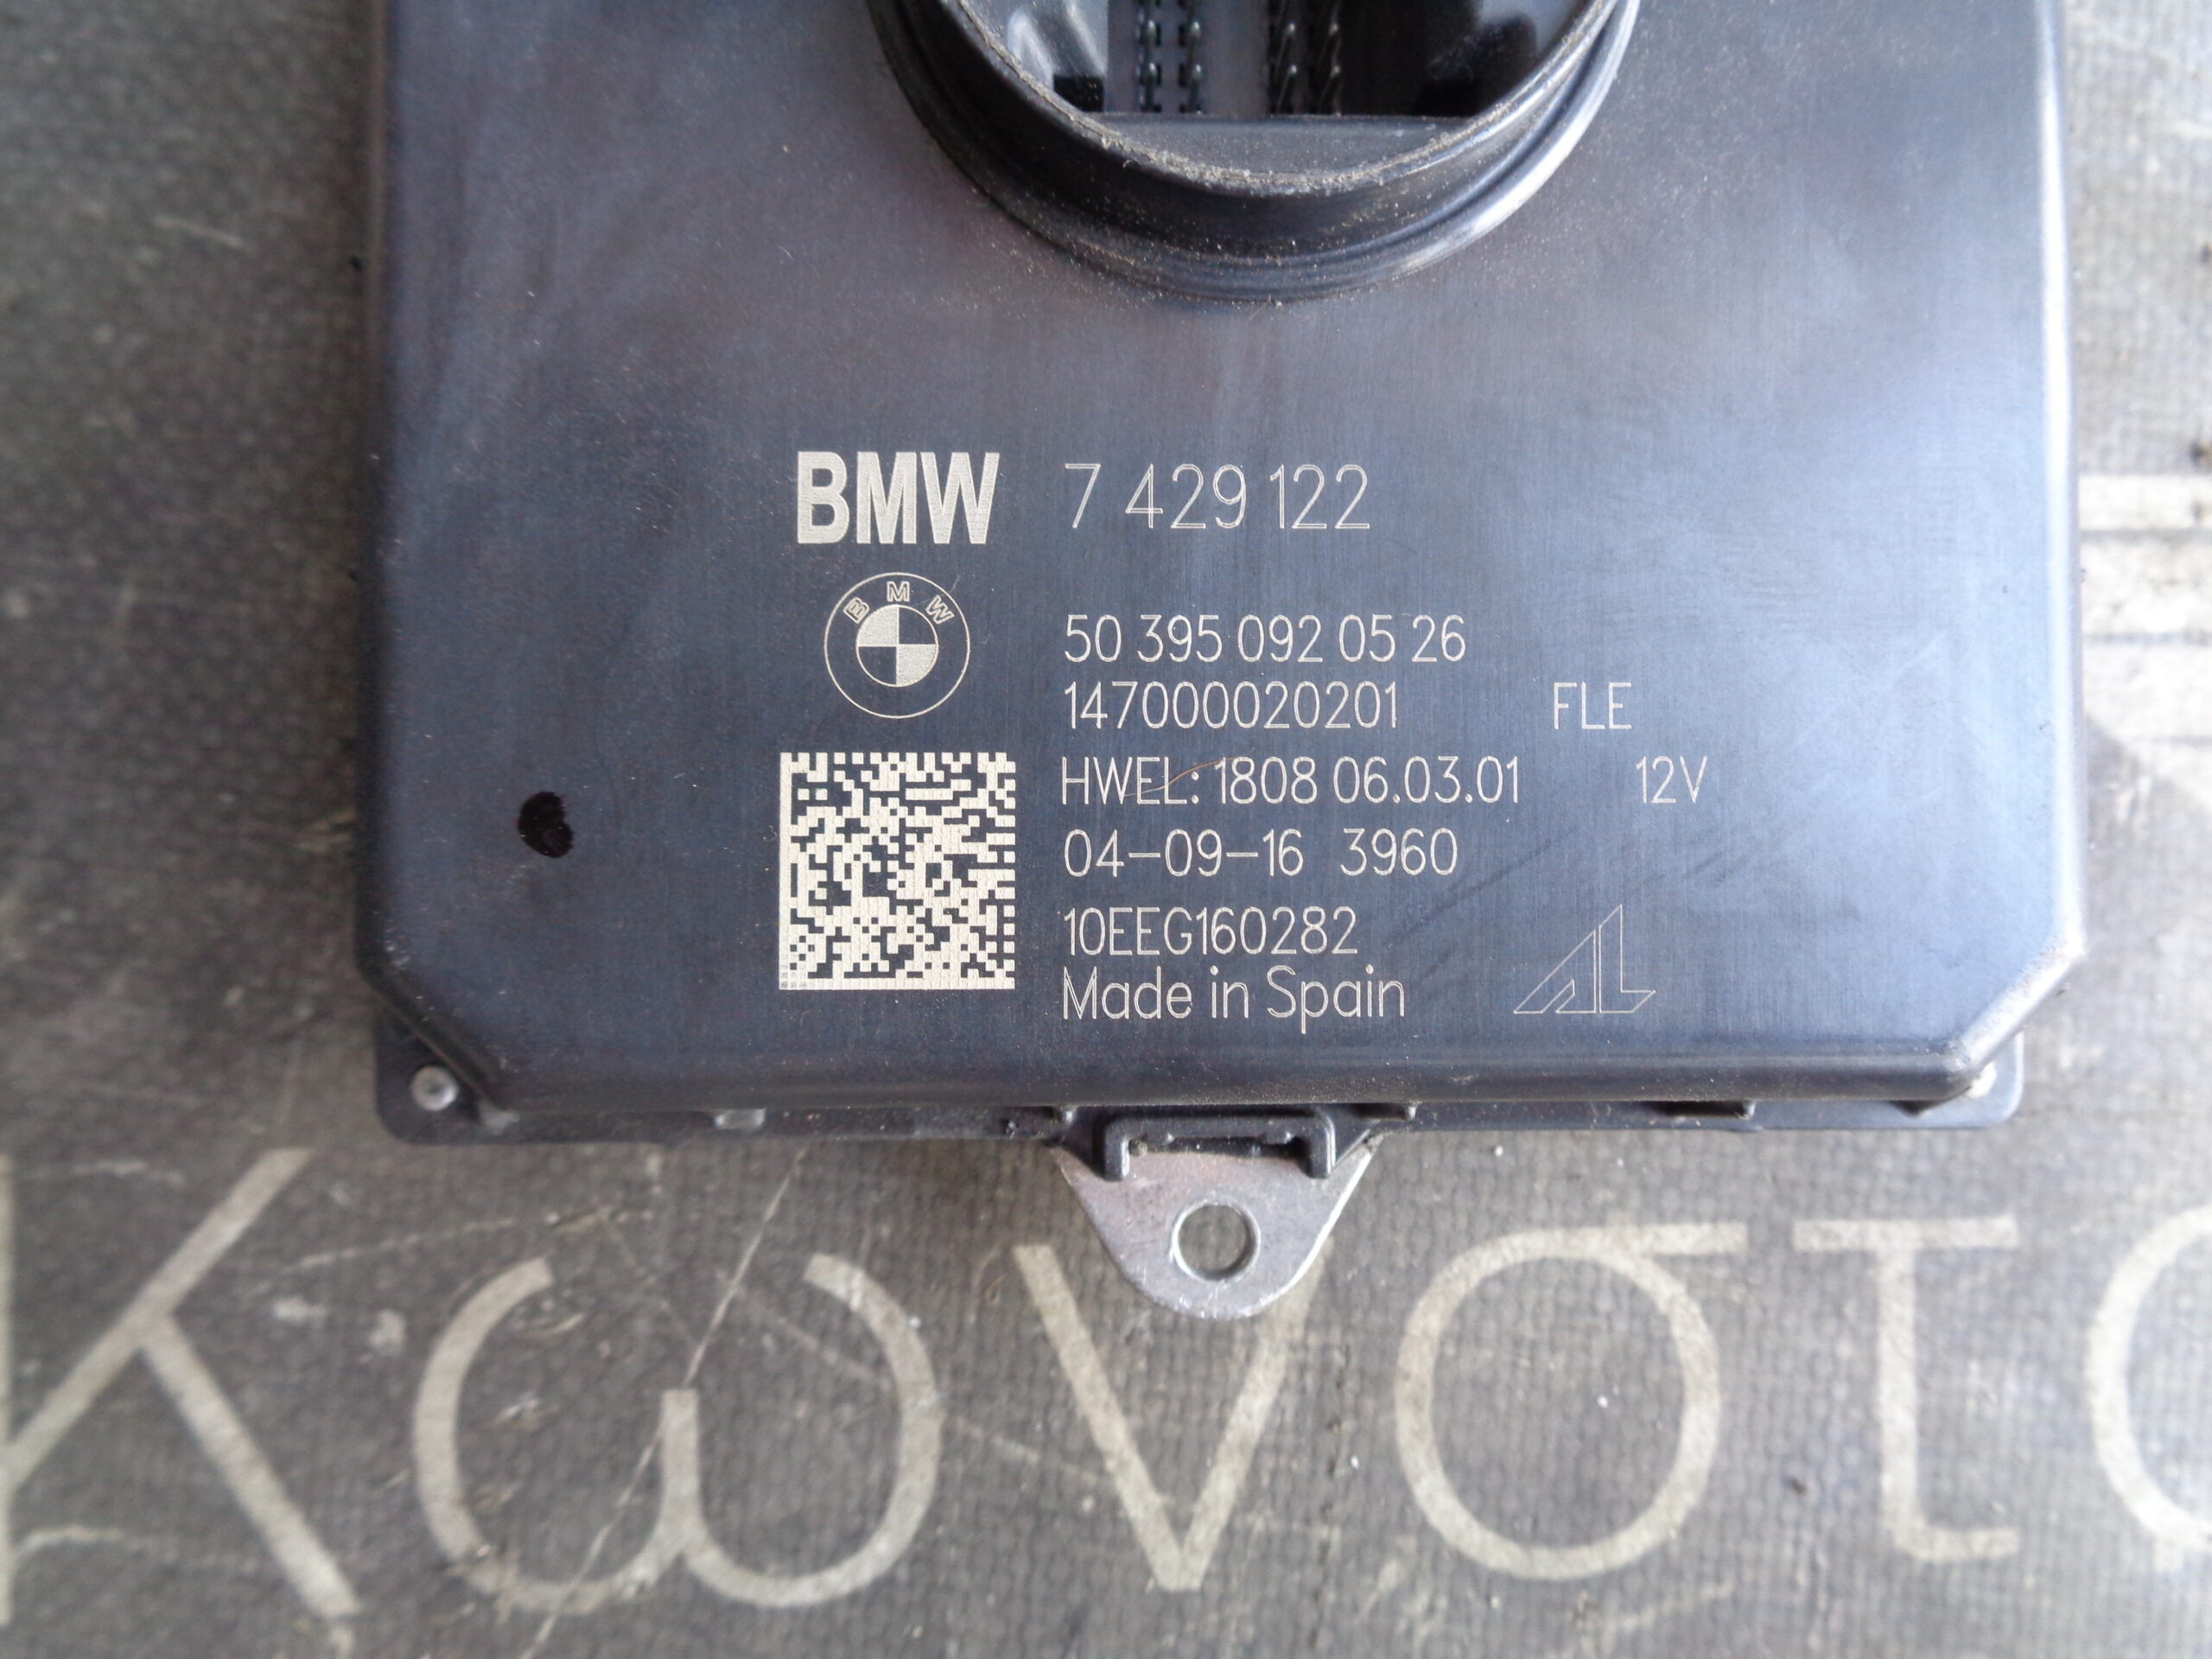 BMW 7 429 122
BMW
50 395 092 05 26
147000020201 FLE
HWEL: 1808 06.03.01 12V
04-09-16 3960
10EEG160282
Made in Spain
AL